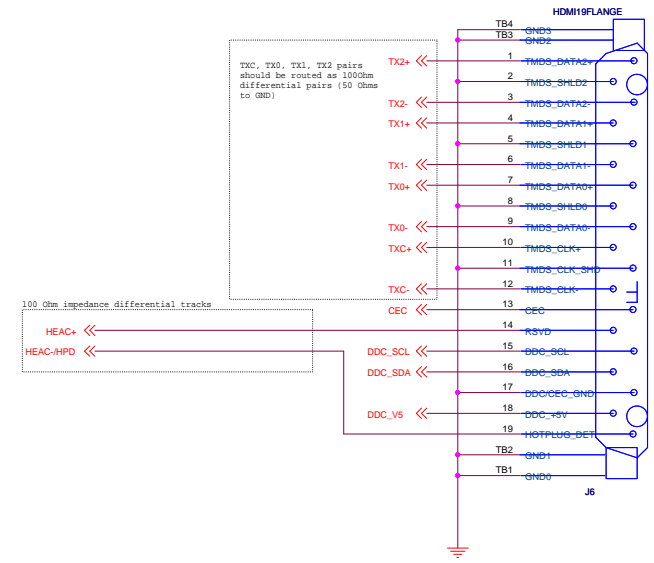 HDMI19FLANGE
TB4 GND3
TB3 GND2
TXC, TX0, TX1, TX2 pairs
should be routed as 100Ohm
differential pairs (50 Ohms
to GND)
TX2+ 1 TMDS_DATA2+
2 TMDS_SHLD2
TX2- 3 TMDS_DATA2-
TX1+ 4 TMDS_DATA1+
5 TMDS_SHLD1
TX1- 6 TMDS_DATA1-
TX0+ 7 TMDS_DATA0+
8 TMDS_SHLD0
TX0- 9 TMDS_DATA0-
TXC+ 10 TMDS_CLK+
11 TMDS_CLK_SHD
TXC- 12 TMDS_CLK-
100 Ohm impedance differential tracks
CEC 13 CEC
HEAC+ 14 RSVD
HEAC-/HPD DDC_SCL 15 DDC_SCL
DDC_SDA 16 DDC_SDA
17 DDC/CEC_GND
DDC_V5 18 DDC_+5V
19 HOTPLUG_DET
TB2 GND1
TB1 GND0
J6